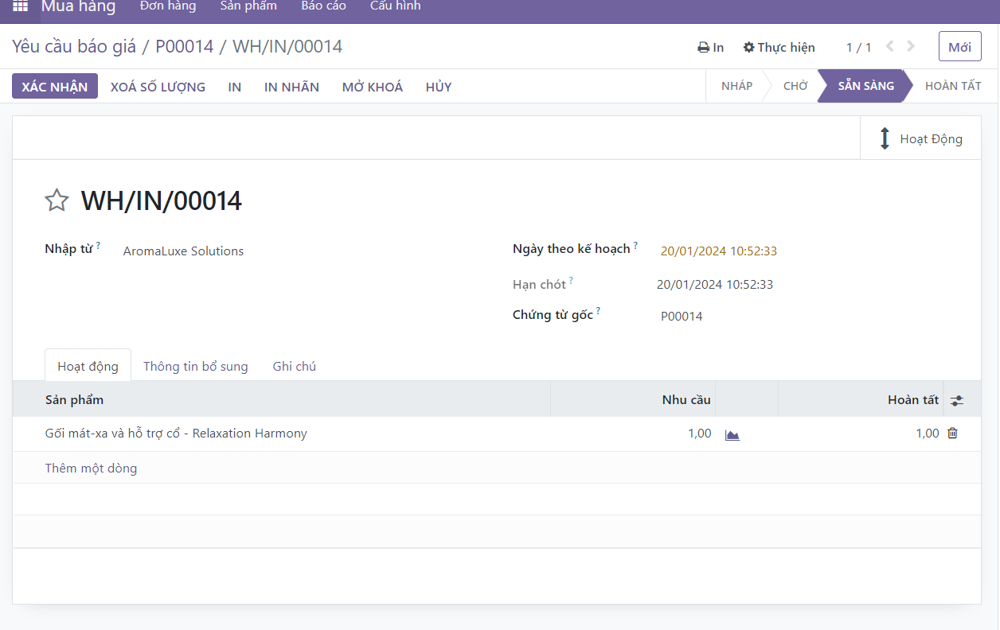 Mua hàng Đơn hàng Sản phẩm Báo cáo Cấu hình
Yêu cầu báo giá / P00014 / WH/IN/00014 In Thực hiện 1 / 1 Mới
XÁC NHẬN XOÁ SỐ LƯỢNG IN IN NHÃN MỞ KHOÁ HỦY NHÁP CHỜ SẴN SÀNG HOÀN TẤT
Hoạt Động
WH/IN/00014
Nhập từ ? AromaLuxe Solutions Ngày theo kế hoạch ? 20/01/2024 10:52:33
Hạn chót ? 20/01/2024 10:52:33
Chứng từ gốc ? P00014
Hoạt động Thông tin bổ sung Ghi chú
Sản phẩm Nhu cầu Hoàn tất
Gối mát-xa và hỗ trợ cổ - Relaxation Harmony 1,00 1,00
Thêm một dòng